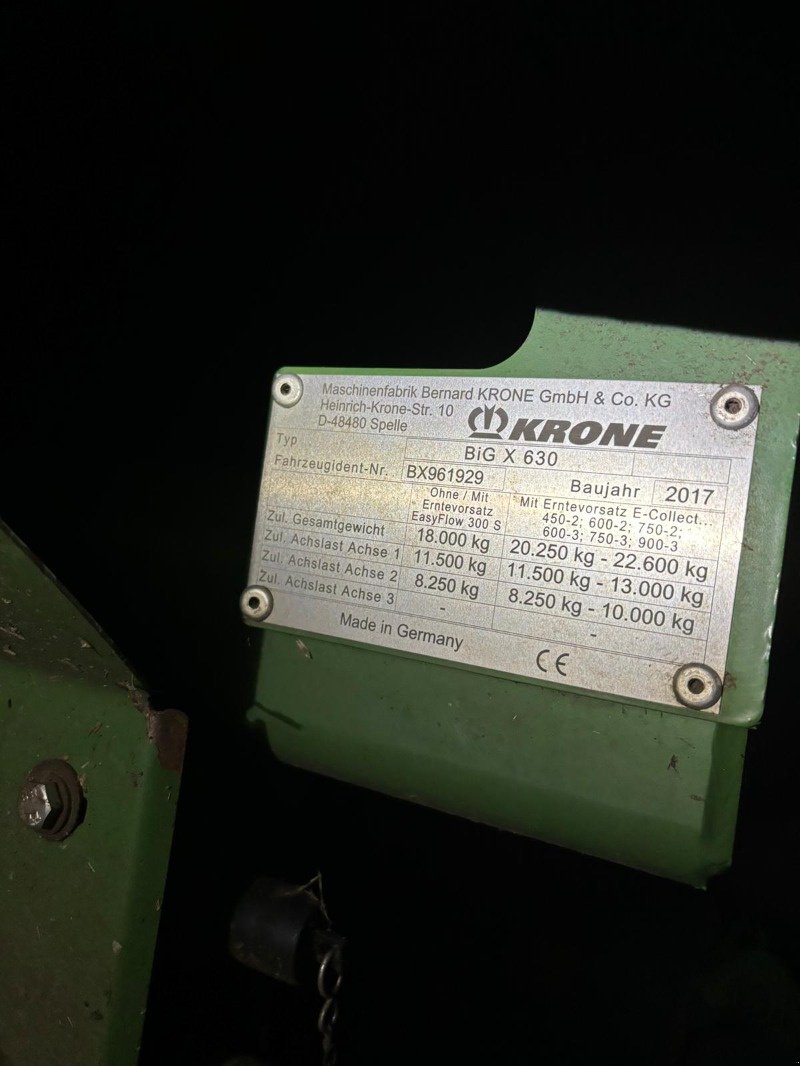 Maschinenfabrik Bernard KRONE GmbH & Co. KG
Heinrich-Krone-Str. 10
D-48480 Spelle
KRONE
Typ BiG X 630
Fahrzeugident-Nr. BX961929 Baujahr 2017
Ohne / Mit
Erntevorsatz
EasyFlow 300 S
Mit Erntevorsatz E-Collect...
450-2; 600-2; 750-2;
600-3; 750-3; 900-3
Zul. Gesamtgewicht 18.000 kg 20.250 kg - 22.600 kg
Zul. Achslast Achse 1 11.500 kg 11.500 kg - 13.000 kg
Zul. Achslast Achse 2 8.250 kg 8.250 kg - 10.000 kg
Zul. Achslast Achse 3 - -
Made in Germany CE